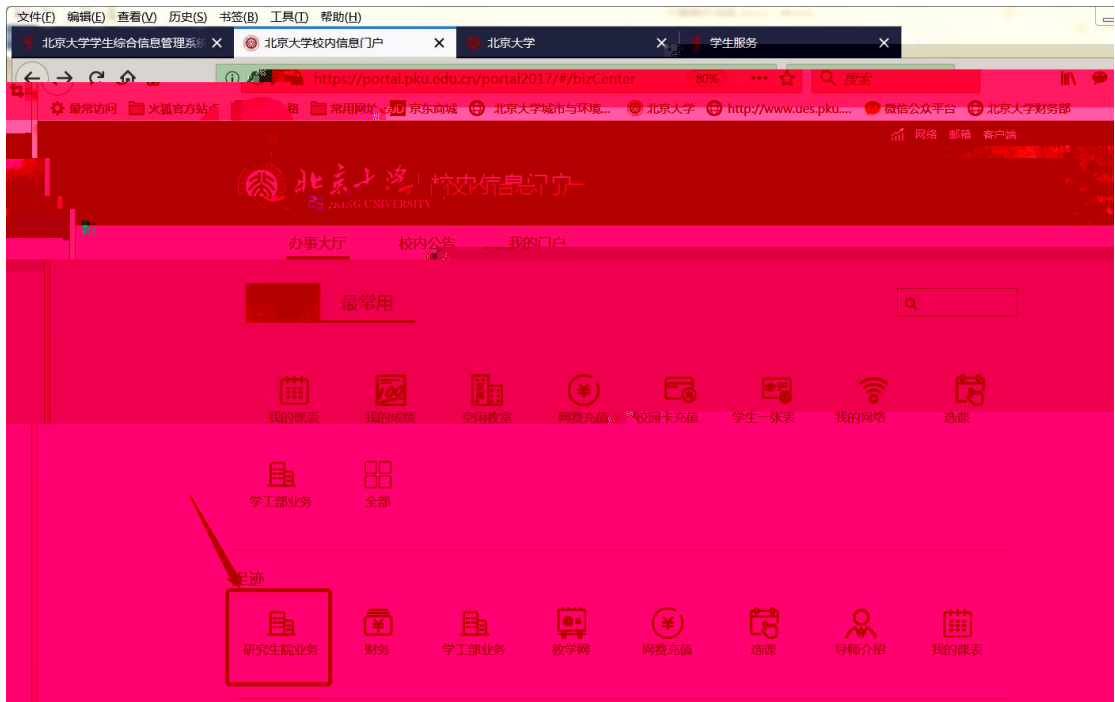 文件(F) 编辑(E) 查看(V) 历史(S) 书签(B) 工具(T) 帮助(H)
北京大学学生综合信息管理系统 北京大学校内信息门户 北京大学 学生服务
https://portal.pku.edu.cn/portal2017/#/bizCenter 80% 搜索
最常访问 火狐官方站点 常用网址 京东商城 北京大学城市与环境... 北京大学 http://www.ues.pku.... 微信公众平台 北京大学财务部
网络 邮箱 客户端
北京大学 校内信息门户
PEKING UNIVERSITY
办事大厅 校内公告 我的门户
最常用
我的课表 我的成绩 空闲教室 网费充值 校园卡充值 学生一张表 我的网络 选课
学工部业务 全部
足迹
研究生院业务 财务 学工部业务 教学网 网费充值 选课 导师介绍 我的课表